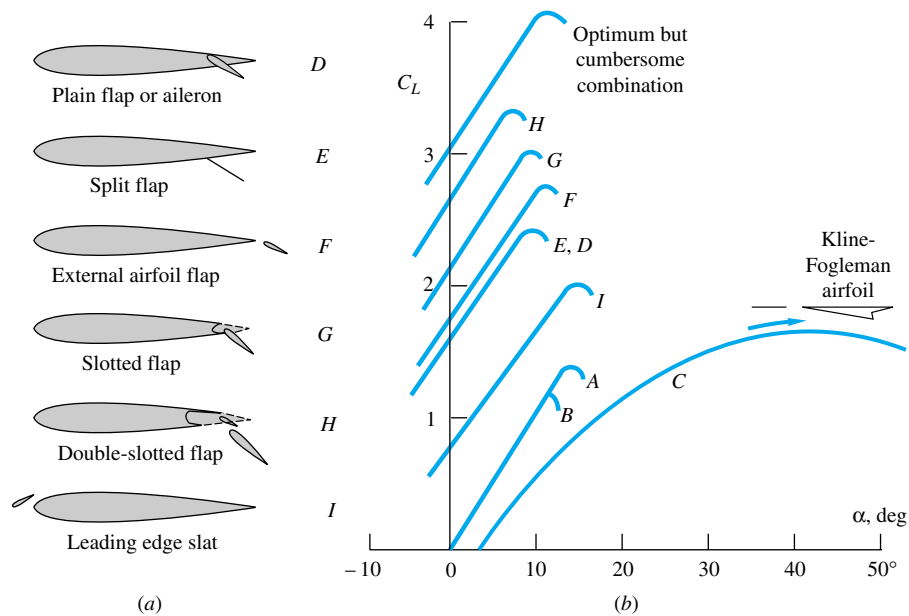 D
Plain flap or aileron
E
Split flap
F
External airfoil flap
G
Slotted flap
H
Double-slotted flap
I
Leading edge slat
(a)
4
C_L
3
2
1
Optimum but
cumbersome
combination
H
G
F
E, D
I
A
B
C
Kline-
Fogleman
airfoil
α, deg
–10
0
10
20
30
40
50°
(b)